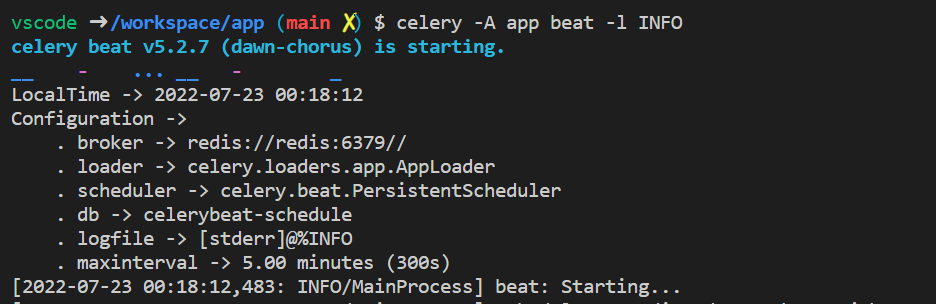 vscode ➜/workspace/app (main ✗) $ celery -A app beat -l INFO
celery beat v5.2.7 (dawn-chorus) is starting.
__    -    ... __   -        _
LocalTime -> 2022-07-23 00:18:12
Configuration ->
    . broker -> redis://redis:6379//
    . loader -> celery.loaders.app.AppLoader
    . scheduler -> celery.beat.PersistentScheduler
    . db -> celerybeat-schedule
    . logfile -> [stderr]@%INFO
    . maxinterval -> 5.00 minutes (300s)
[2022-07-23 00:18:12,483: INFO/MainProcess] beat: Starting...